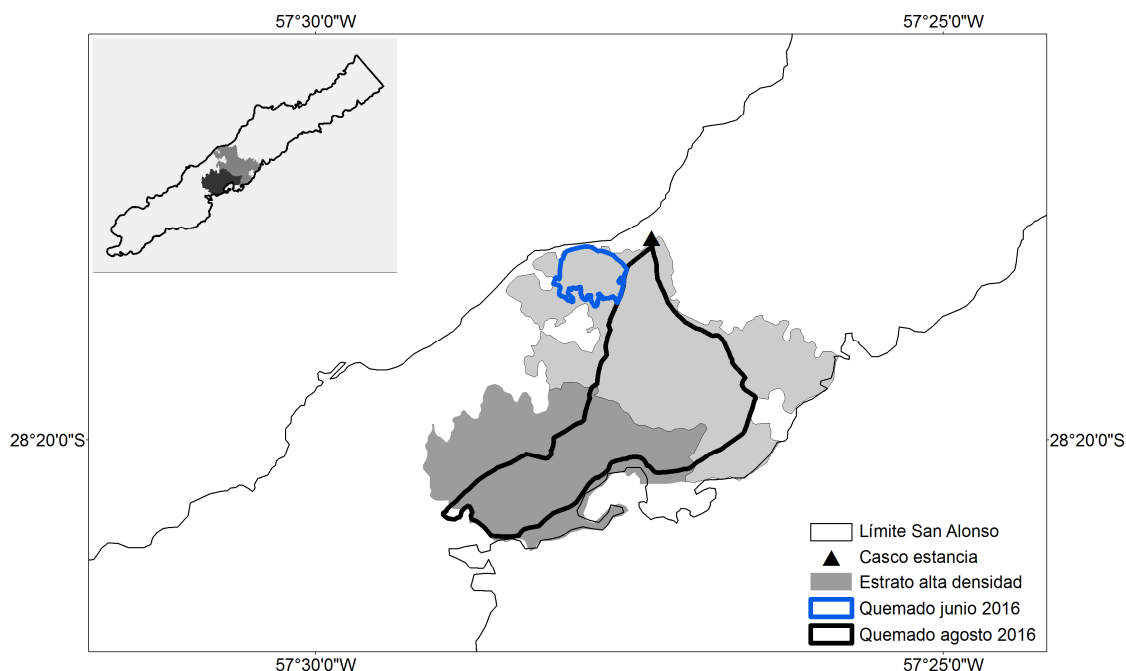 57°30'0"W
57°25'0"W
28°20'0"S
28°20'0"S
Límite San Alonso
Casco estancia
Estrato alta densidad
Quemado junio 2016
Quemado agosto 2016
57°30'0"W
57°25'0"W